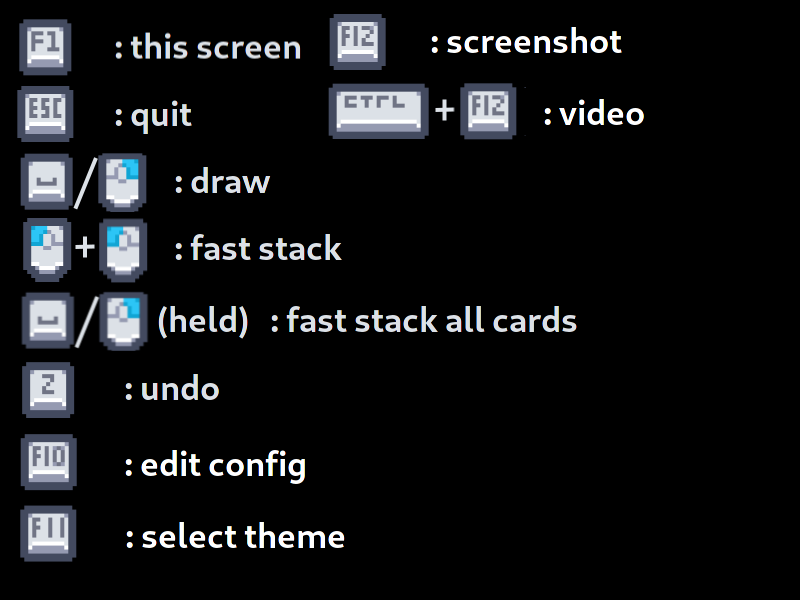 F1 : this screen F12 : screenshot
ESC : quit CTRL + F12 : video
/ : draw
+ : fast stack
/ (held) : fast stack all cards
Z : undo
F10 : edit config
F11 : select theme